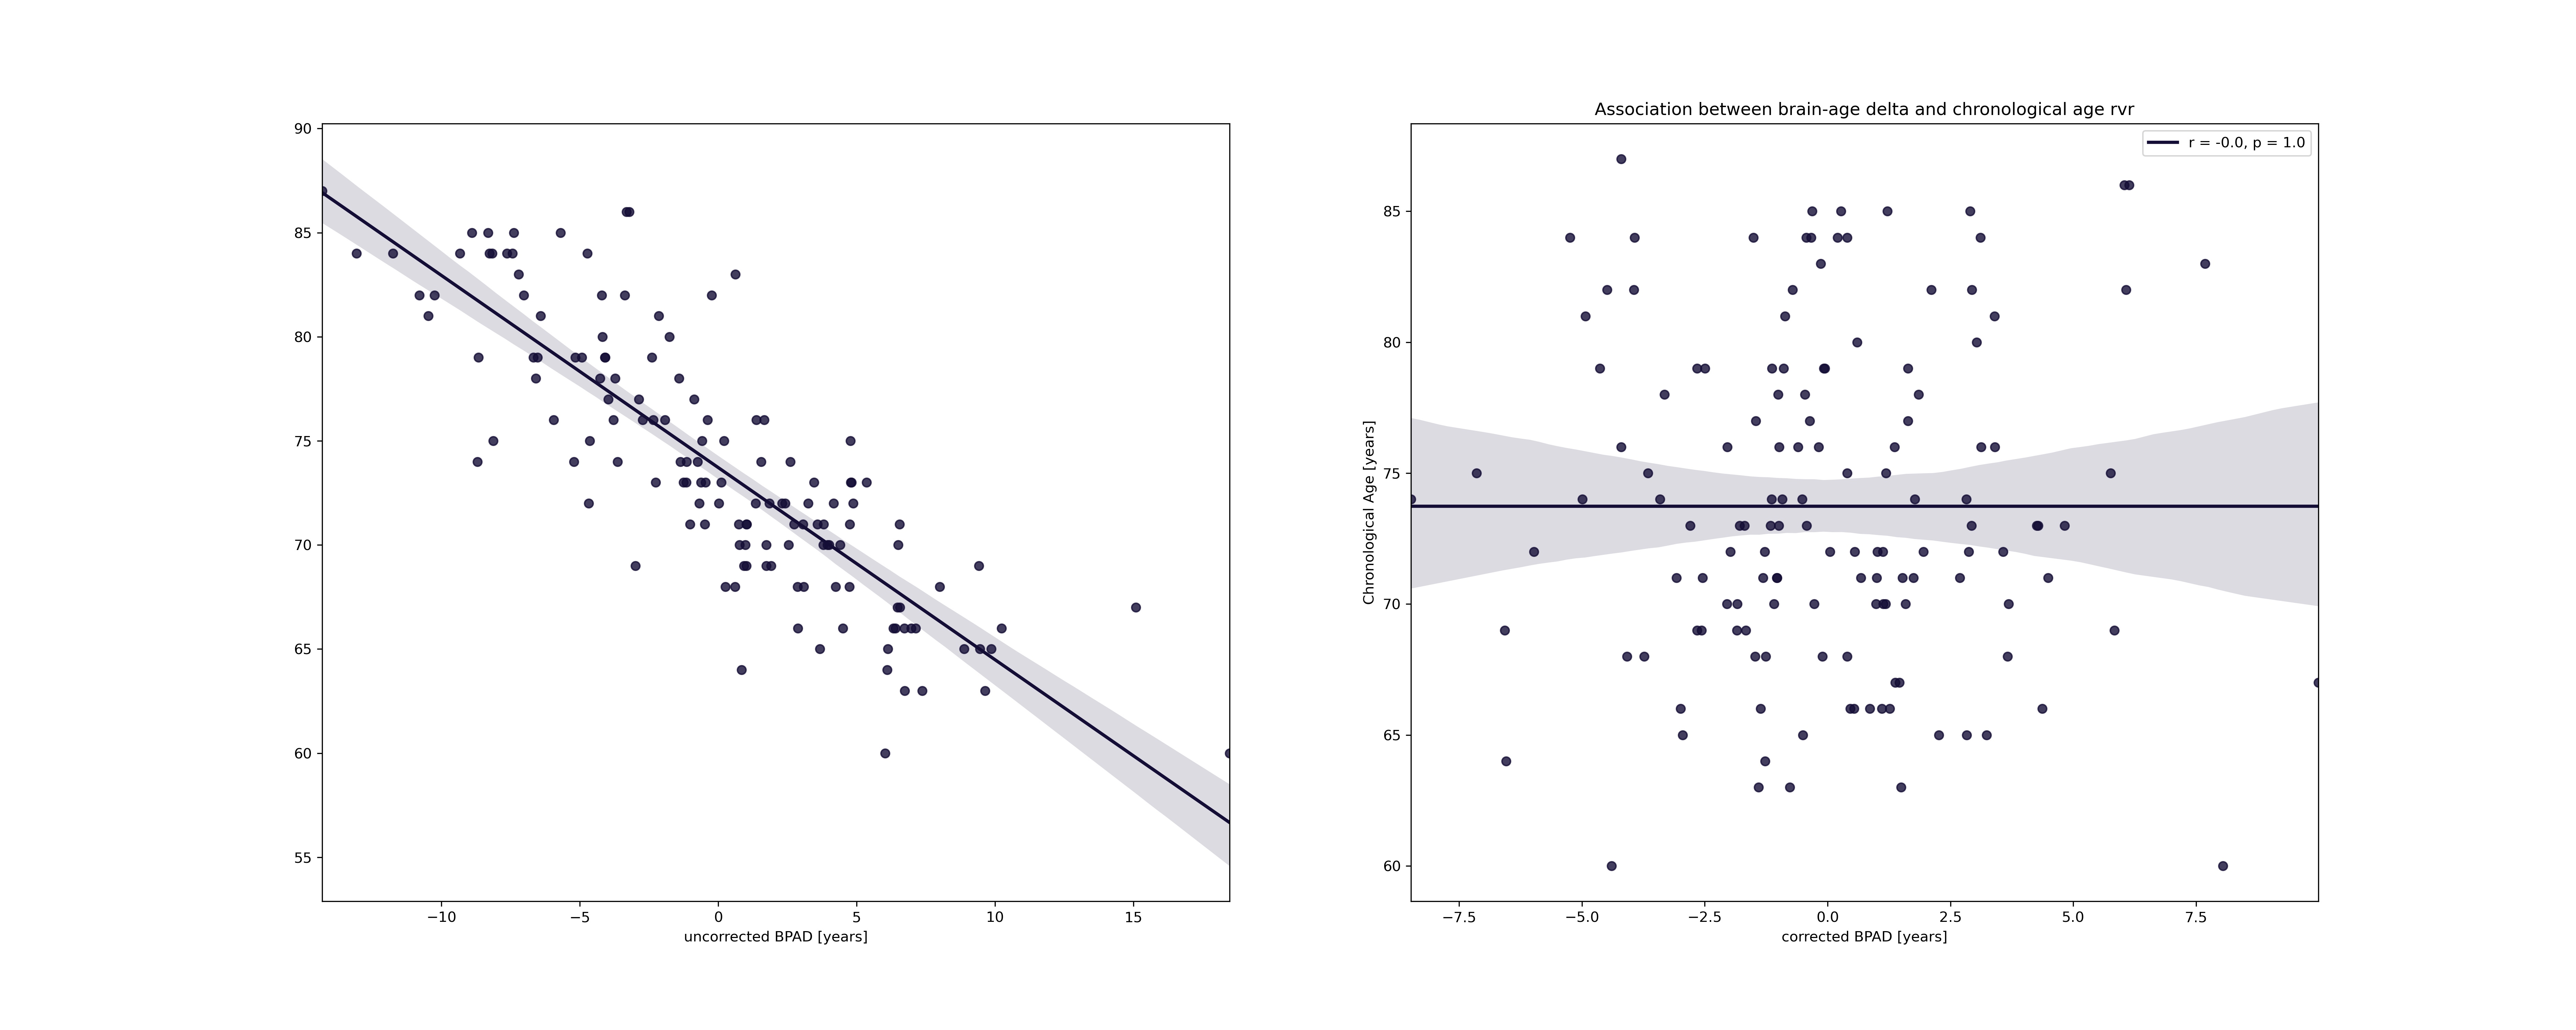 90
85
80
75
70
65
60
55
−10 −5 0 5 10 15
uncorrected BPAD [years]
Association between brain-age delta and chronological age rvr
r = -0.0, p = 1.0
Chronological Age [years]
85
80
75
70
65
60
−7.5 −5.0 −2.5 0.0 2.5 5.0 7.5
corrected BPAD [years]